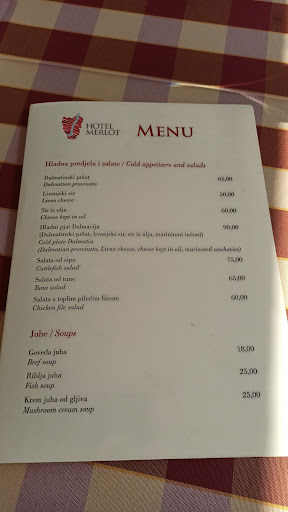 HOTEL
MERLOT
MENU
Hladna predjela i salate / Cold appetizers and salads
Dalmatinski pršut 65,00
Dalmatian prosciutto
Livanjski sir 50,00
Livno cheese
Sir iz ulja 60,00
Cheese kept in oil
Hladni pjat Dalmacija 90,00
(Dalmatinski pršut, livanjski sir, sir iz ulja, marinirani inćuni)
Cold plate Dalmatia
(Dalmatian prosciutto, Livno cheese, cheese kept in oil, marinated anchovies)
Salata od sipe 75,00
Cuttlefish salad
Salata od tune 65,00
Tuna salad
Salata s toplim pilećim fileom 60,00
Chicken file salad
Juhe / Soups
Goveđa juha 18,00
Beef soup
Riblja juha 25,00
Fish soup
Krem juha od gljiva 25,00
Mushroom cream soup